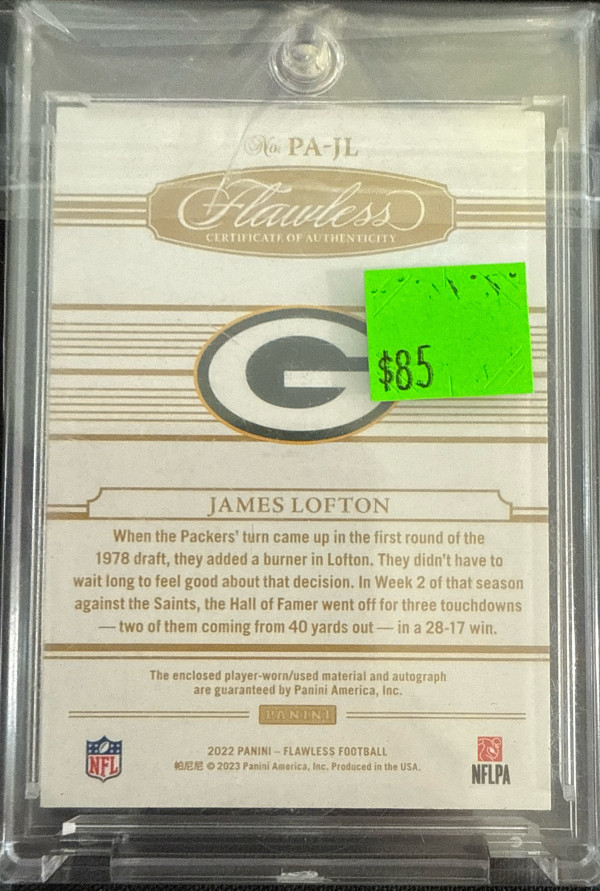 No. PA-JL
Flawless
CERTIFICATE OF AUTHENTICITY
G
$85
JAMES LOFTON
When the Packers' turn came up in the first round of the
1978 draft, they added a burner in Lofton. They didn't have to
wait long to feel good about that decision. In Week 2 of that season
against the Saints, the Hall of Famer went off for three touchdowns
— two of them coming from 40 yards out — in a 28-17 win.
The enclosed player-worn/used material and autograph
are guaranteed by Panini America, Inc.
PANINI
2022 PANINI – FLAWLESS FOOTBALL
帕尼尼 © 2023 Panini America, Inc. Produced in the USA.
NFL
NFLPA